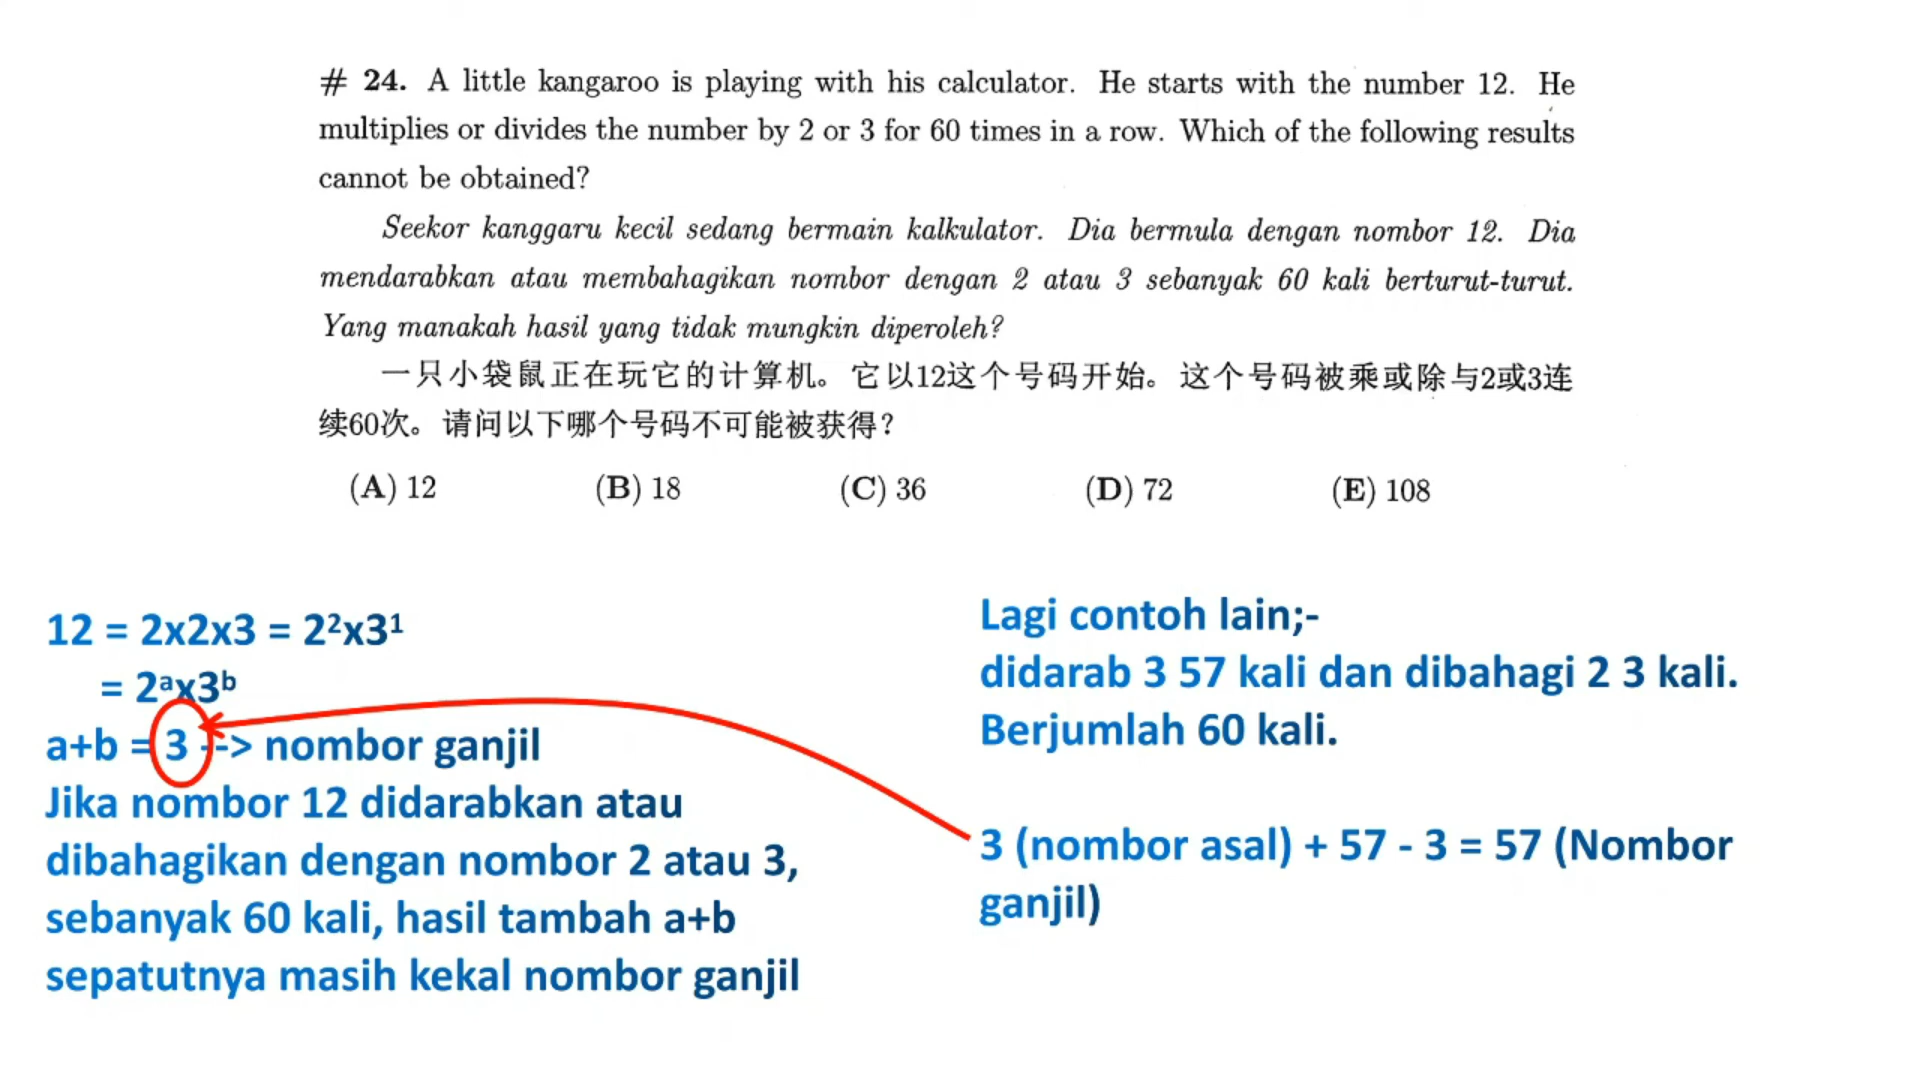 # 24. A little kangaroo is playing with his calculator. He starts with the number 12. He
multiplies or divides the number by 2 or 3 for 60 times in a row. Which of the following results
cannot be obtained?
Seekor kanggaru kecil sedang bermain kalkulator. Dia bermula dengan nombor 12. Dia
mendarabkan atau membahagikan nombor dengan 2 atau 3 sebanyak 60 kali berturut-turut.
Yang manakah hasil yang tidak mungkin diperoleh?
一只小袋鼠正在玩它的计算机。它以12这个号码开始。这个号码被乘或除与2或3连
续60次。请问以下哪个号码不可能被获得?
(A) 12 (B) 18 (C) 36 (D) 72 (E) 108
12 = 2x2x3 = 2²x3¹
= 2ᵃx3ᵇ
a+b = 3 --> nombor ganjil
Jika nombor 12 didarabkan atau
dibahagikan dengan nombor 2 atau 3,
sebanyak 60 kali, hasil tambah a+b
sepatutnya masih kekal nombor ganjil
Lagi contoh lain;-
didarab 3 57 kali dan dibahagi 2 3 kali.
Berjumlah 60 kali.
3 (nombor asal) + 57 - 3 = 57 (Nombor
ganjil)